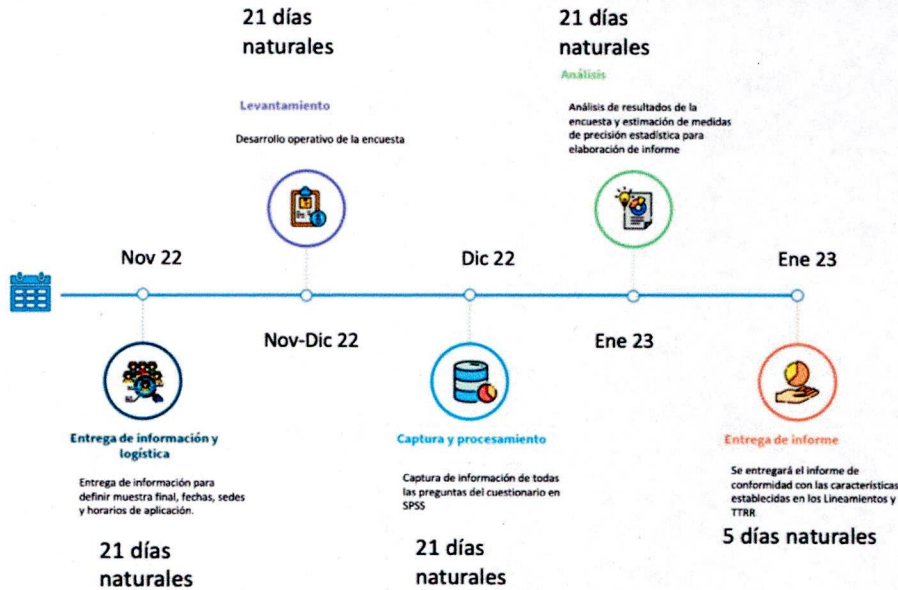 21 días
naturales
Levantamiento
Desarrollo operativo de la encuesta
21 días
naturales
Análisis
Análisis de resultados de la
encuesta y estimación de medidas
de precisión estadística para
elaboración de informe
Nov 22
Dic 22
Ene 23
Nov-Dic 22
Ene 23
Entrega de información y
logística
Entrega de información para
definir muestra final, fechas, sedes
y horarios de aplicación.
21 días
naturales
Captura y procesamiento
Captura de información de todas
las preguntas del cuestionario en
SPSS
21 días
naturales
Entrega de informe
Se entregará el informe de
conformidad con las características
establecidas en los Lineamientos y
TTRR
5 días naturales